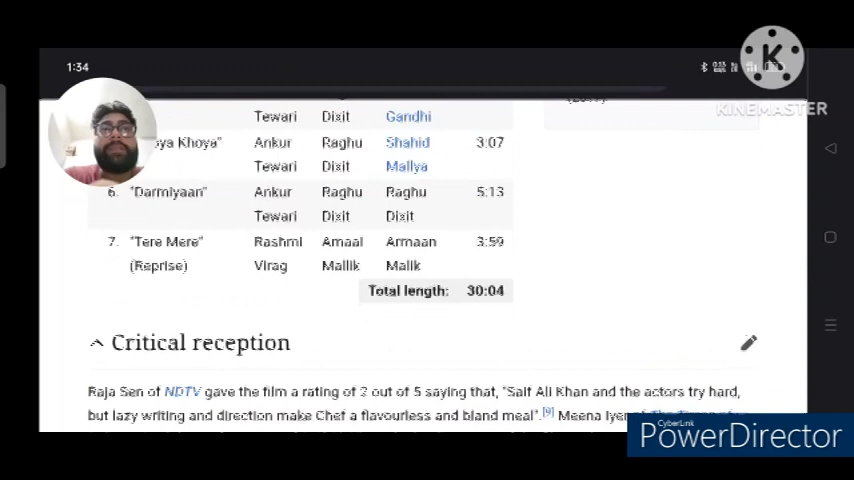 1:34
KINEMASTER
Tewari Dixit Gandhi
oya Khoya" Ankur Raghu Shahid 3:07
Tewari Dixit Mallya
6. "Darmiyaan" Ankur Raghu Raghu 5:13
Tewari Dixit Dixit
7. "Tere Mere" Rashmi Amaal Armaan 3:59
(Reprise) Virag Mallik Malik
Total length: 30:04
Critical reception
Raja Sen of NDTV gave the film a rating of 2 out of 5 saying that, "Saif Ali Khan and the actors try hard,
but lazy writing and direction make Chef a flavourless and bland meal".[9] Meena Iyer
CyberLink
PowerDirector